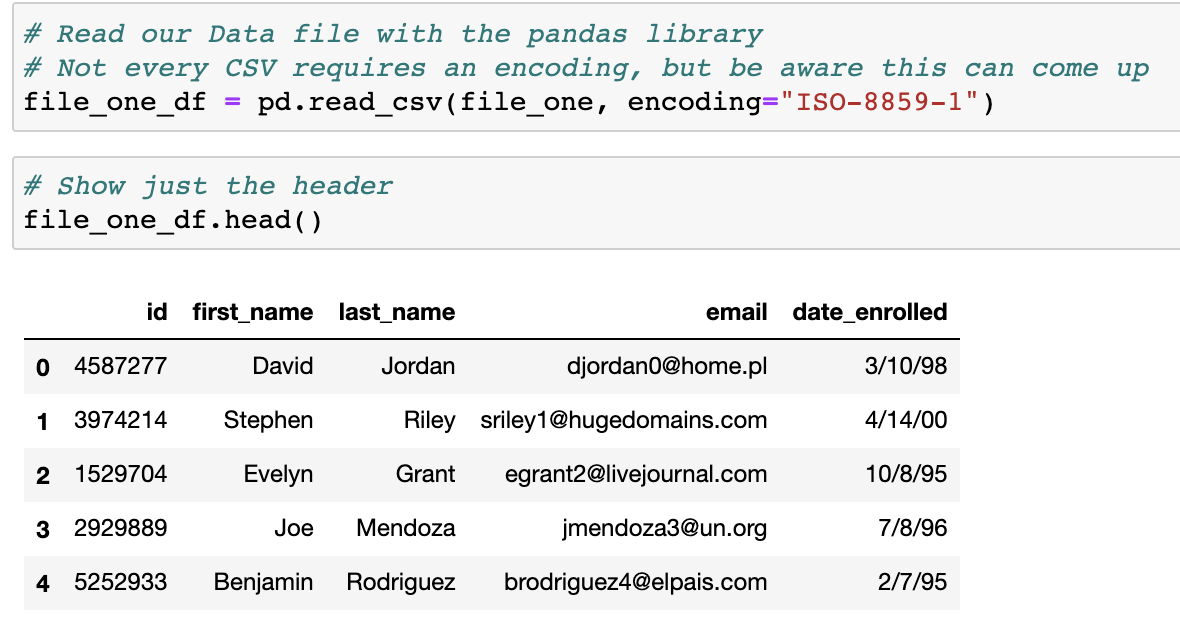 # Read our Data file with the pandas library
# Not every CSV requires an encoding, but be aware this can come up
file_one_df = pd.read_csv(file_one, encoding="ISO-8859-1")
# Show just the header
file_one_df.head()
id first_name last_name email date_enrolled
0 4587277 David Jordan djordan0@home.pl 3/10/98
1 3974214 Stephen Riley sriley1@hugedomains.com 4/14/00
2 1529704 Evelyn Grant egrant2@livejournal.com 10/8/95
3 2929889 Joe Mendoza jmendoza3@un.org 7/8/96
4 5252933 Benjamin Rodriguez brodriguez4@elpais.com 2/7/95